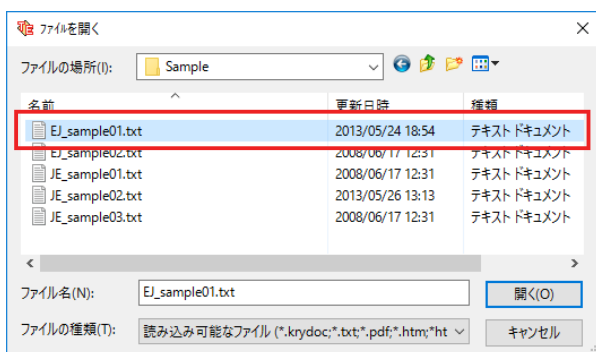 ファイルを開く
ファイルの場所(I): Sample
名前 更新日時 種類
EJ_sample01.txt 2013/05/24 18:54 テキスト ドキュメント
EJ_sample02.txt 2008/06/17 12:31 テキスト ドキュメント
JE_sample01.txt 2008/06/17 12:31 テキスト ドキュメント
JE_sample02.txt 2013/05/26 13:13 テキスト ドキュメント
JE_sample03.txt 2008/06/17 12:31 テキスト ドキュメント
ファイル名(N): EJ_sample01.txt 開く(O)
ファイルの種類(T): 読み込み可能なファイル (*.krydoc;*.txt;*.pdf;*.htm;*ht キャンセル